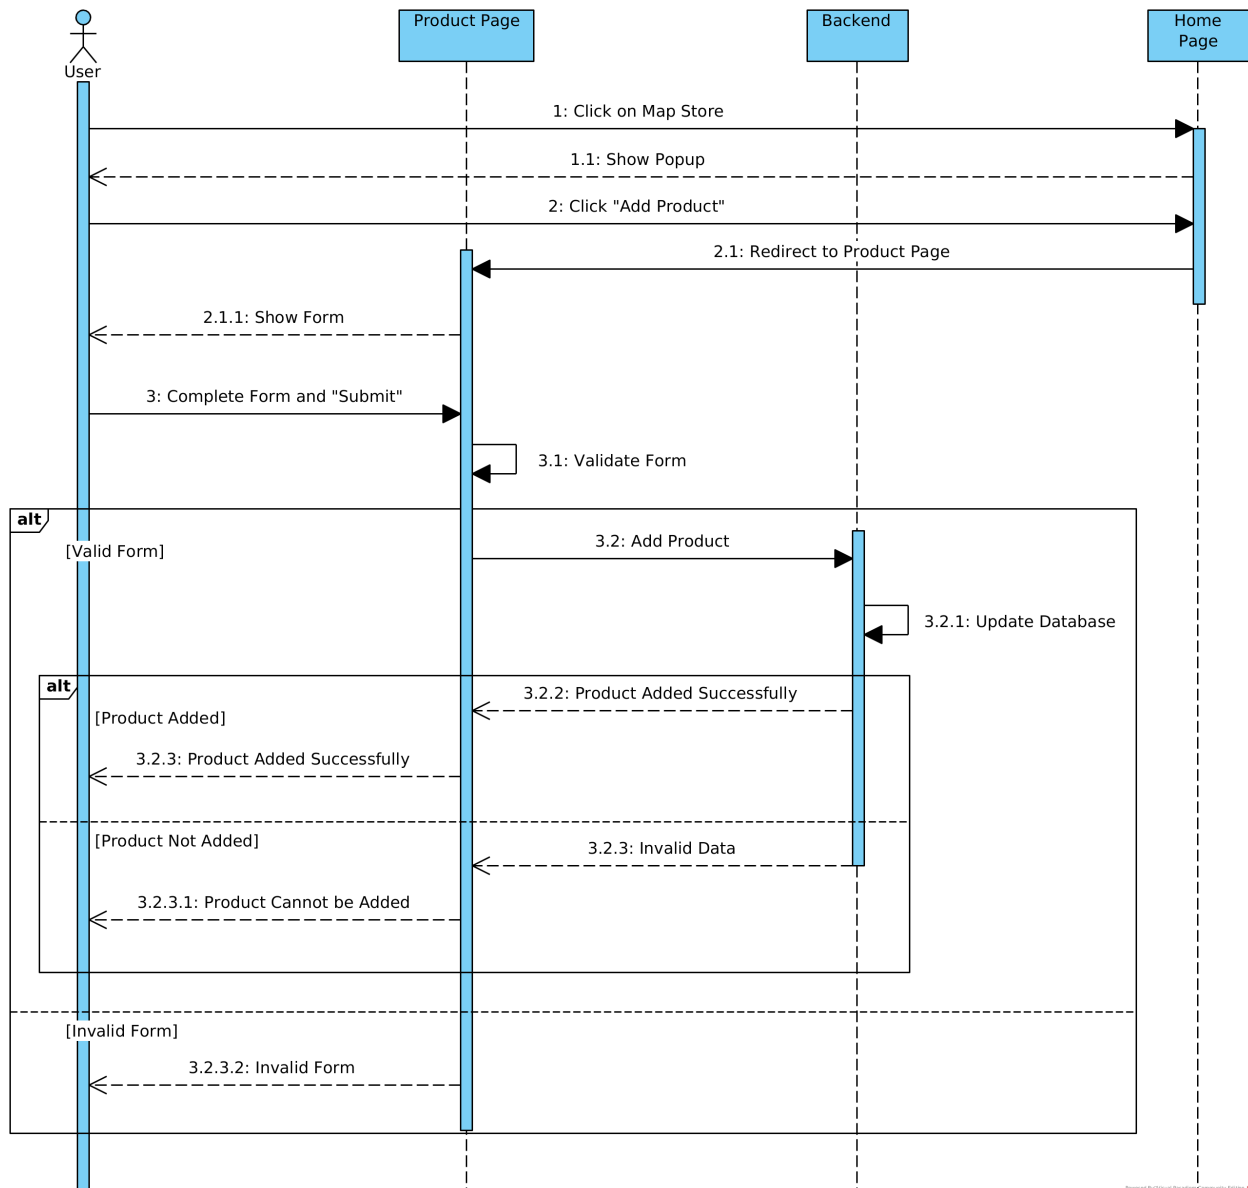 Product Page
Backend
Home
Page
User
1: Click on Map Store
1.1: Show Popup
2: Click "Add Product"
2.1: Redirect to Product Page
2.1.1: Show Form
3: Complete Form and "Submit"
3.1: Validate Form
alt
[Valid Form]
3.2: Add Product
3.2.1: Update Database
alt
3.2.2: Product Added Successfully
[Product Added]
3.2.3: Product Added Successfully
[Product Not Added]
3.2.3: Invalid Data
3.2.3.1: Product Cannot be Added
[Invalid Form]
3.2.3.2: Invalid Form